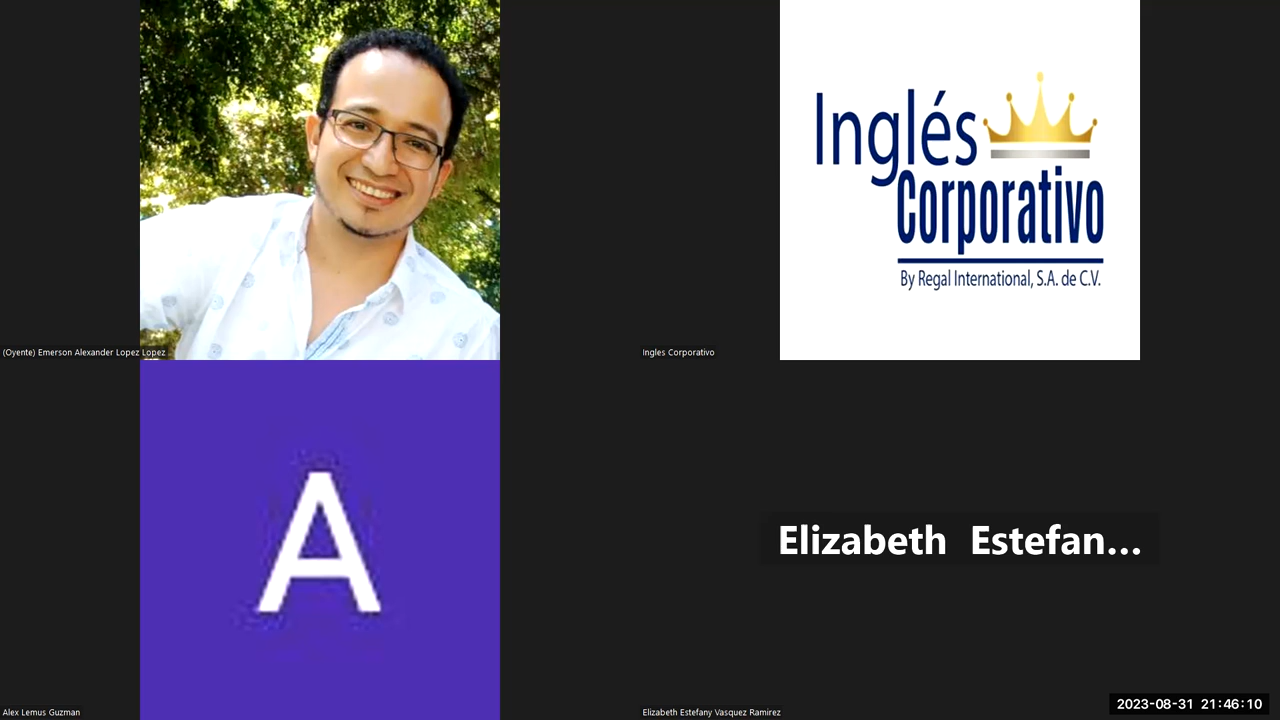 Inglés
Corporativo
By Regal International, S.A. de C.V.
(Oyente) Emerson Alexander Lopez Lopez
Ingles Corporativo
A
Elizabeth Estefan...
Alex Lemus Guzman
Elizabeth Estefany Vasquez Ramirez
2023-08-31 21:46:10